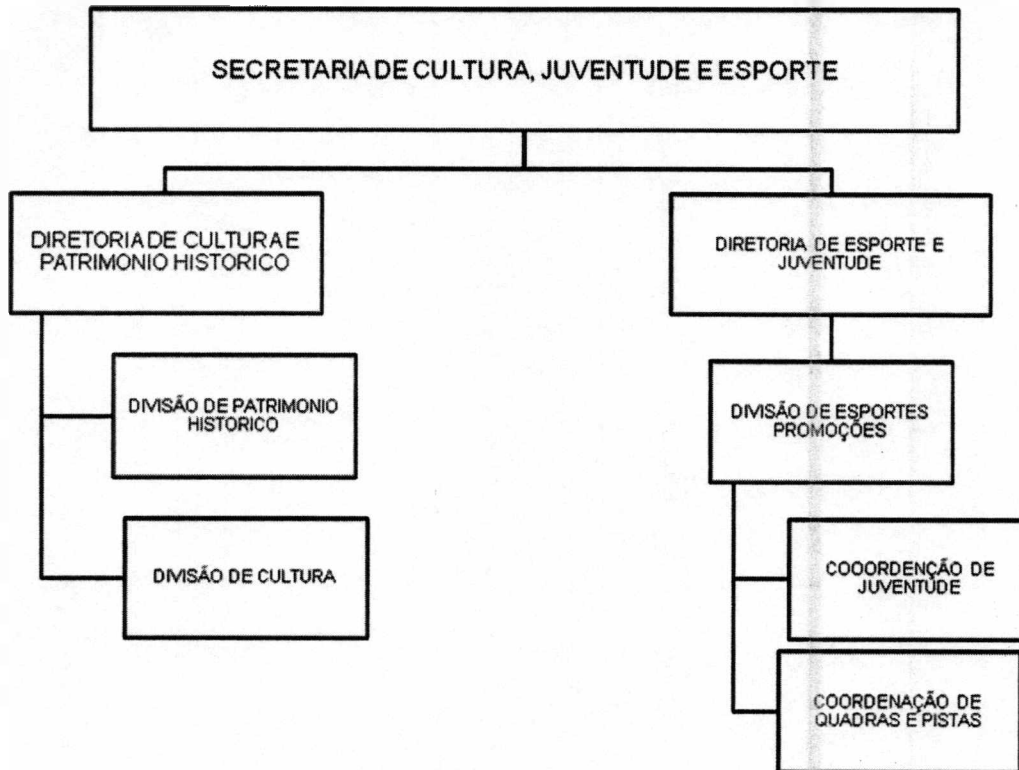 SECRETARIA DE CULTURA, JUVENTUDE E ESPORTE
DIRETORIA DE CULTURA E
PATRIMONIO HISTORICO
DIRETORIA DE ESPORTE E
JUVENTUDE
DIVISÃO DE PATRIMONIO
HISTORICO
DIVISÃO DE ESPORTES
PROMOÇÕES
DIVISÃO DE CULTURA
COOORDENÇÃO DE
JUVENTUDE
COORDENAÇÃO DE
QUADRAS E PISTAS